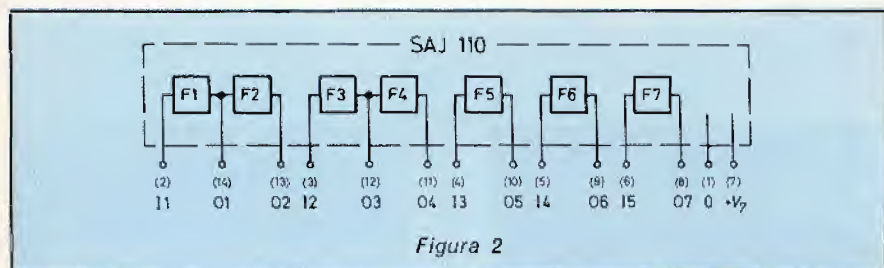 SAJ 110
F1 F2 F3 F4 F5 F6 F7
(2) (14) (13) (3) (12) (11) (4) (10) (5) (9) (6) (8) (1) (7)
I1 O1 O2 I2 O3 O4 I3 O5 I4 O6 I5 O7 0 +V7
Figura 2